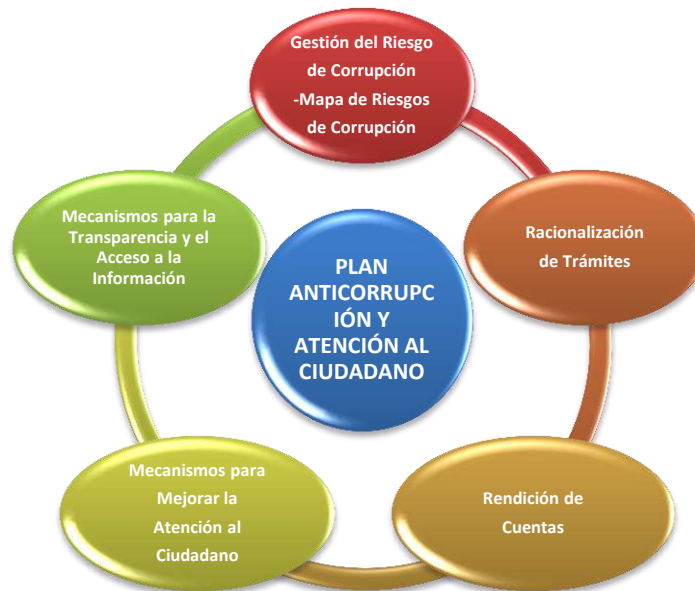 Gestión del Riesgo
de Corrupción
-Mapa de Riesgos
de Corrupción
Racionalización
de Trámites
Rendición de
Cuentas
Mecanismos para
Mejorar la
Atención al
Ciudadano
Mecanismos para la
Transparencia y el
Acceso a la
Información
PLAN
ANTICORRUPC
IÓN Y
ATENCIÓN AL
CIUDADANO